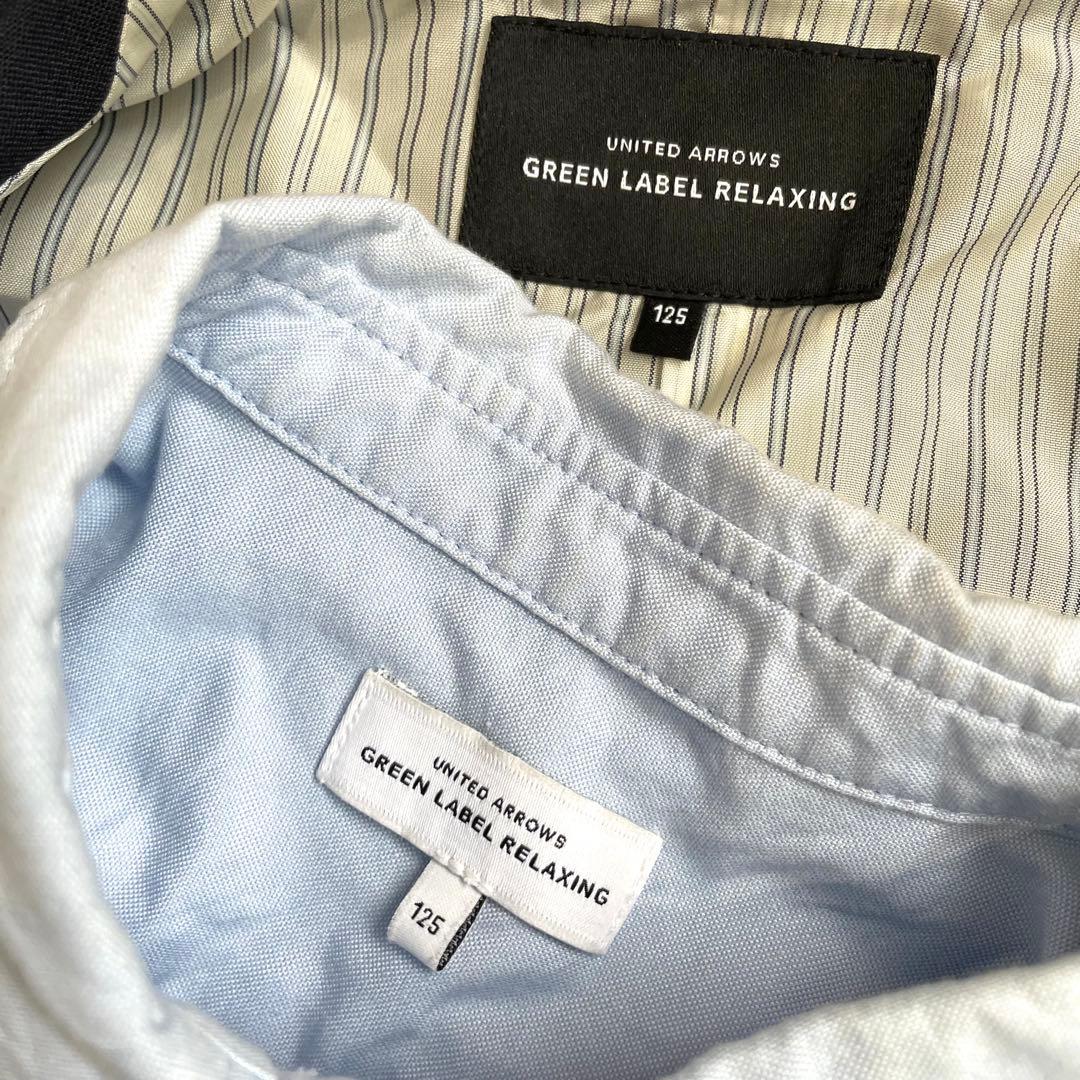 UNITED ARROWS
GREEN LABEL RELAXING
125
UNITED ARROWS
GREEN LABEL RELAXING
125